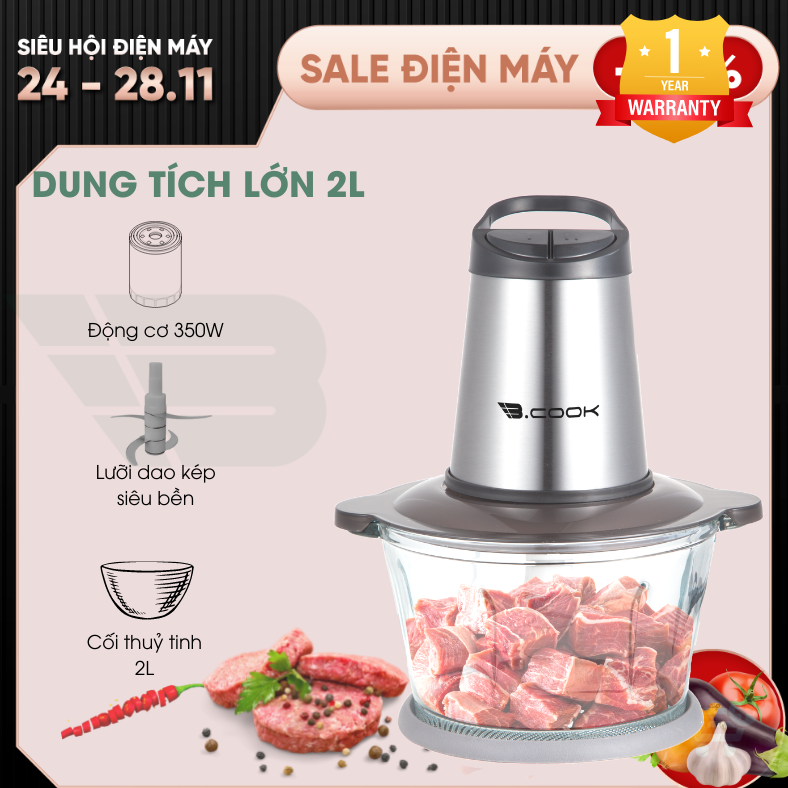 SIÊU HỘI ĐIỆN MÁY
24 - 28.11
SALE ĐIỆN MÁY
%
1
YEAR
WARRANTY
DUNG TÍCH LỚN 2L
Động cơ 350W
Lưỡi dao kép
siêu bền
Cối thuỷ tinh
2L
B.COOK